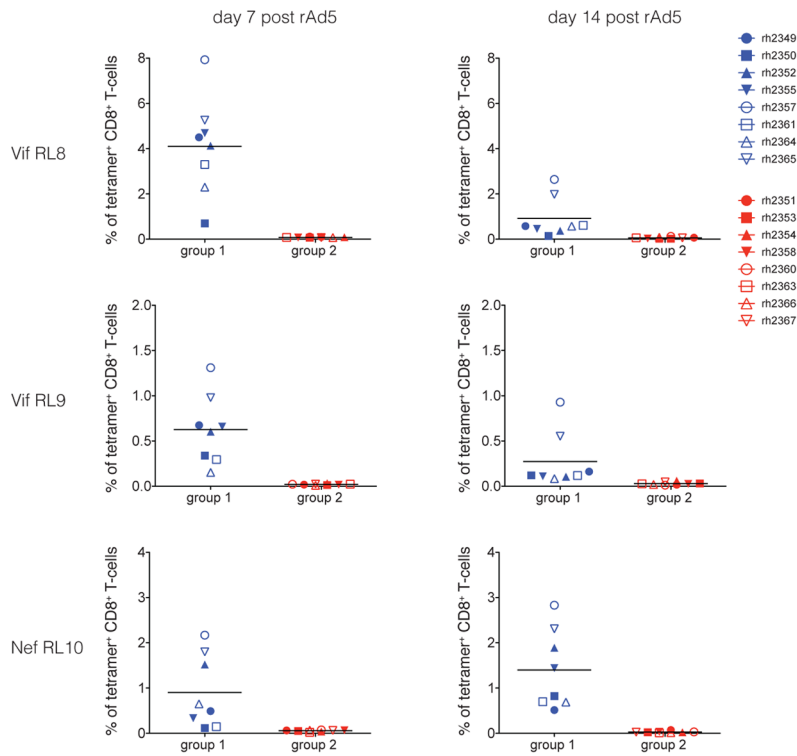 day 7 post rAd5
day 14 post rAd5
Vif RL8
% of tetramer⁺ CD8⁺ T-cells
8
6
4
2
0
group 1
group 2
% of tetramer⁺ CD8⁺ T-cells
8
6
4
2
0
group 1
group 2
rh2349
rh2350
rh2352
rh2355
rh2357
rh2361
rh2364
rh2365
rh2351
rh2353
rh2354
rh2358
rh2360
rh2363
rh2366
rh2367
Vif RL9
% of tetramer⁺ CD8⁺ T-cells
2.0
1.5
1.0
0.5
0.0
group 1
group 2
% of tetramer⁺ CD8⁺ T-cells
2.0
1.5
1.0
0.5
0.0
group 1
group 2
Nef RL10
% of tetramer⁺ CD8⁺ T-cells
4
3
2
1
0
group 1
group 2
% of tetramer⁺ CD8⁺ T-cells
4
3
2
1
0
group 1
group 2